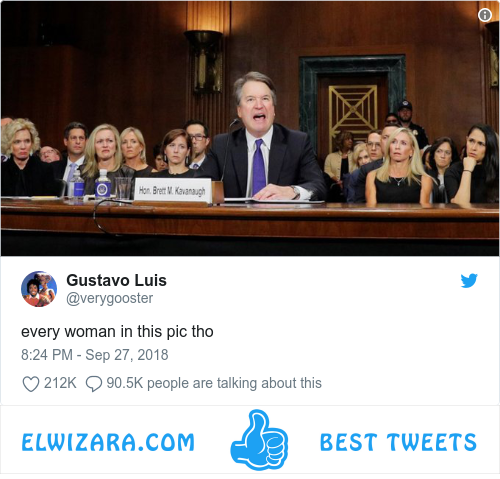 Hon. Brett M. Kavanaugh
Gustavo Luis
@verygooster
every woman in this pic tho
8:24 PM - Sep 27, 2018
212K 90.5K people are talking about this
ELWIZARA.COM BEST TWEETS